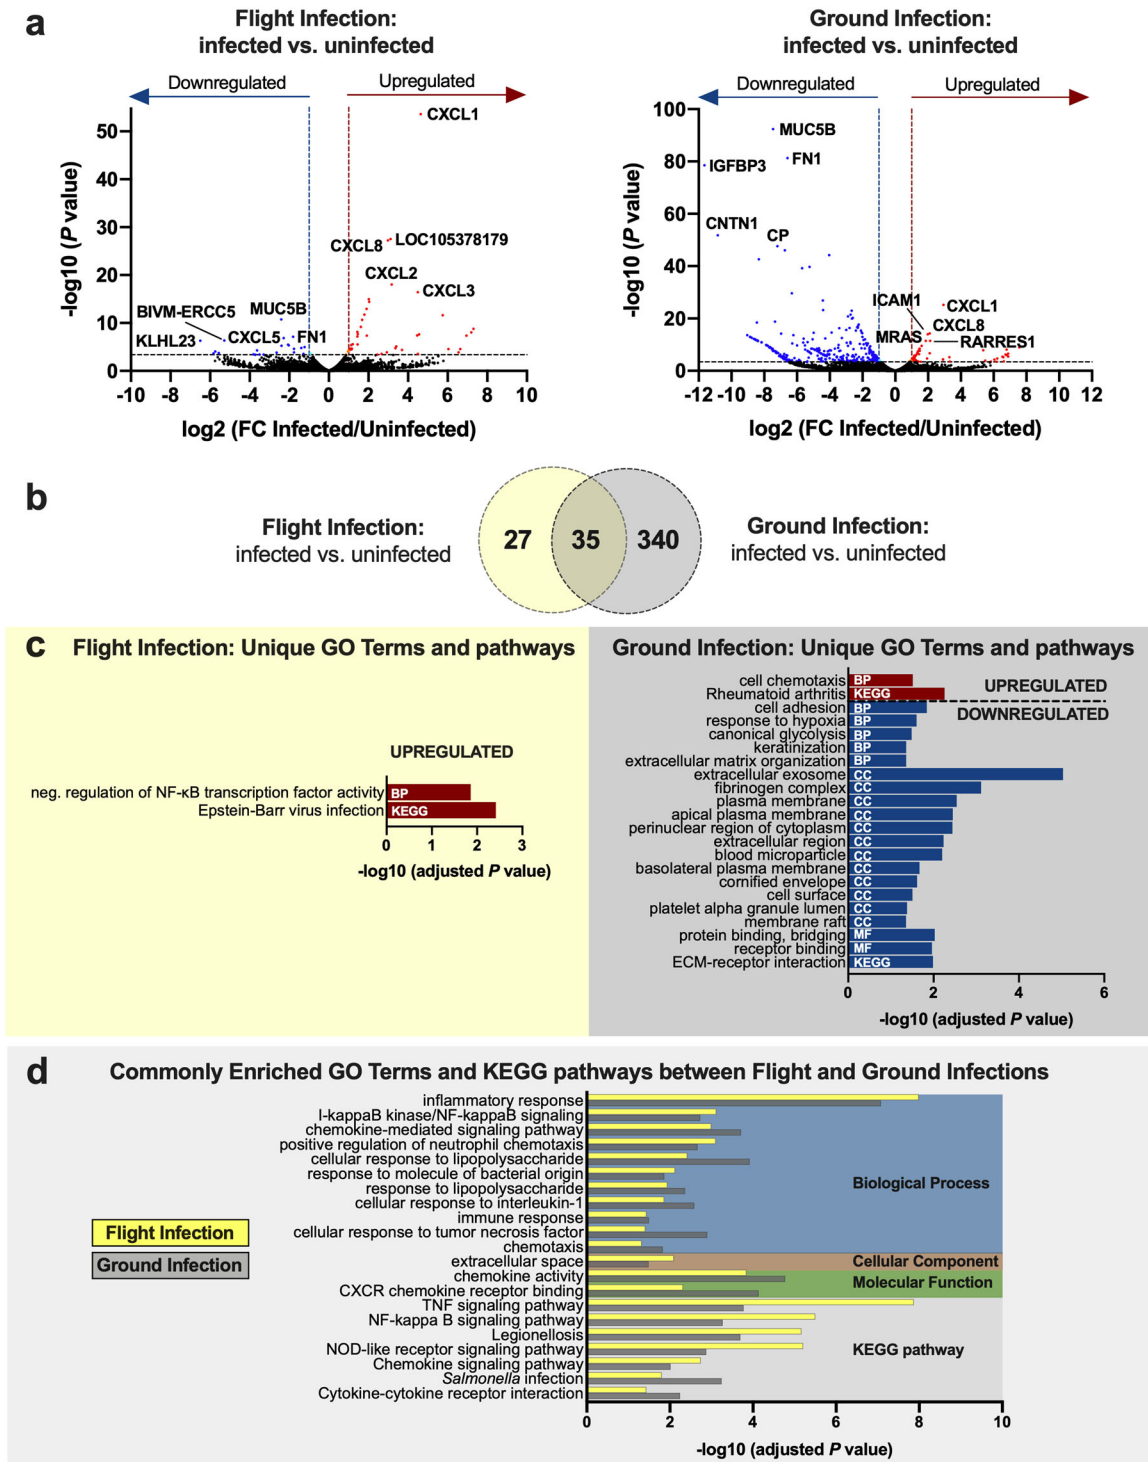 a
Flight Infection:
infected vs. uninfected
Ground Infection:
infected vs. uninfected
Downregulated
Upregulated
Downregulated
Upregulated
-log10 (P value)
50
40
30
20
10
0
CXCL1
CXCL8
LOC105378179
CXCL2
CXCL3
BIVM-ERCC5
MUC5B
KLHL23
CXCL5
FN1
-10 -8 -6 -4 -2 0 2 4 6 8 10
log2 (FC Infected/Uninfected)
-log10 (P value)
100
80
60
40
20
0
MUC5B
FN1
IGFBP3
CNTN1
CP
ICAM1
CXCL1
CXCL8
MRAS
RARRES1
-12 -10 -8 -6 -4 -2 0 2 4 6 8 10 12
log2 (FC Infected/Uninfected)
b
Flight Infection:
infected vs. uninfected
27
35
340
Ground Infection:
infected vs. uninfected
c
Flight Infection: Unique GO Terms and pathways
UPREGULATED
neg. regulation of NF-κB transcription factor activity BP
Epstein-Barr virus infection KEGG
0 1 2 3
-log10 (adjusted P value)
Ground Infection: Unique GO Terms and pathways
UPREGULATED
DOWNREGULATED
cell chemotaxis BP
Rheumatoid arthritis KEGG
cell adhesion BP
response to hypoxia BP
canonical glycolysis BP
keratinization BP
extracellular matrix organization BP
extracellular exosome CC
fibrinogen complex CC
plasma membrane CC
apical plasma membrane CC
perinuclear region of cytoplasm CC
extracellular region CC
blood microparticle CC
basolateral plasma membrane CC
cornified envelope CC
cell surface CC
platelet alpha granule lumen CC
membrane raft CC
protein binding, bridging MF
receptor binding MF
ECM-receptor interaction KEGG
0 2 4 6
-log10 (adjusted P value)
d
Commonly Enriched GO Terms and KEGG pathways between Flight and Ground Infections
Flight Infection
Ground Infection
inflammatory response
I-kappaB kinase/NF-kappaB signaling
chemokine-mediated signaling pathway
positive regulation of neutrophil chemotaxis
cellular response to lipopolysaccharide
response to molecule of bacterial origin
response to lipopolysaccharide
cellular response to interleukin-1
immune response
cellular response to tumor necrosis factor
chemotaxis
extracellular space
chemokine activity
CXCR chemokine receptor binding
TNF signaling pathway
NF-kappa B signaling pathway
Legionellosis
NOD-like receptor signaling pathway
Chemokine signaling pathway
Salmonella infection
Cytokine-cytokine receptor interaction
Biological Process
Cellular Component
Molecular Function
KEGG pathway
0 2 4 6 8 10
-log10 (adjusted P value)